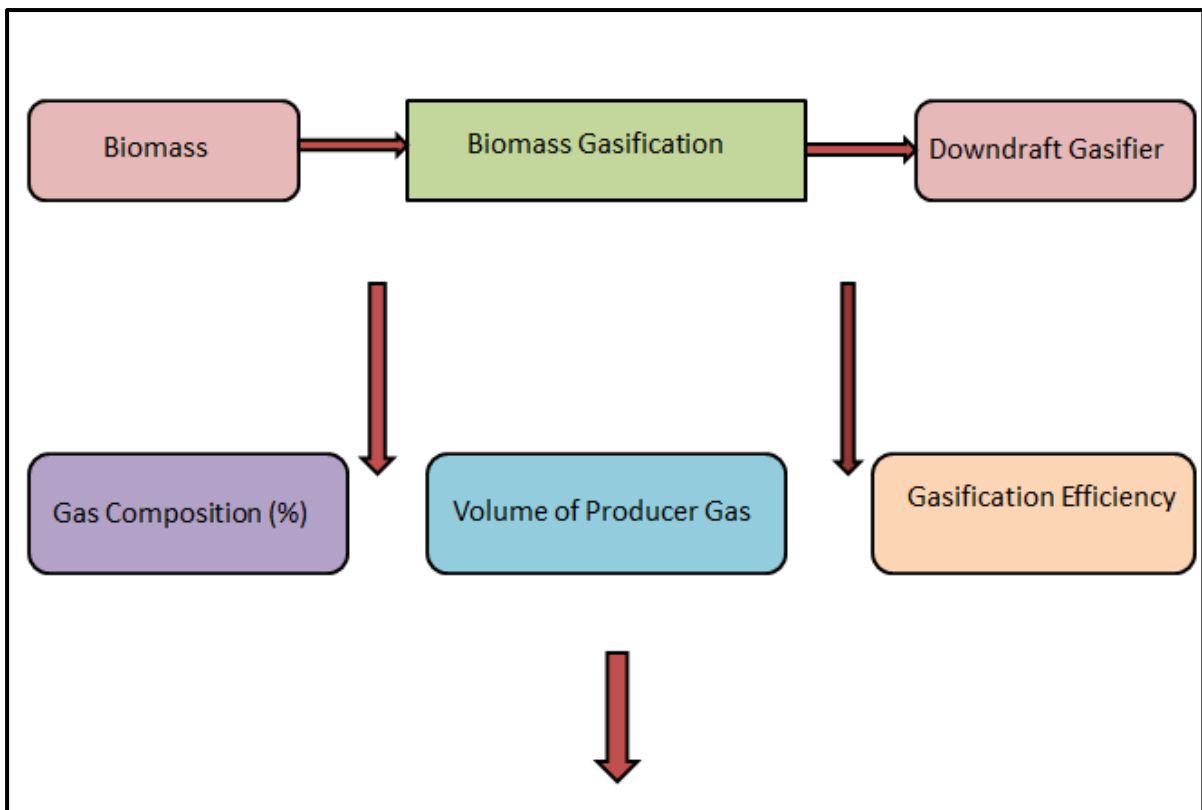 Biomass
Biomass Gasification
Downdraft Gasifier
Gas Composition (%)
Volume of Producer Gas
Gasification Efficiency